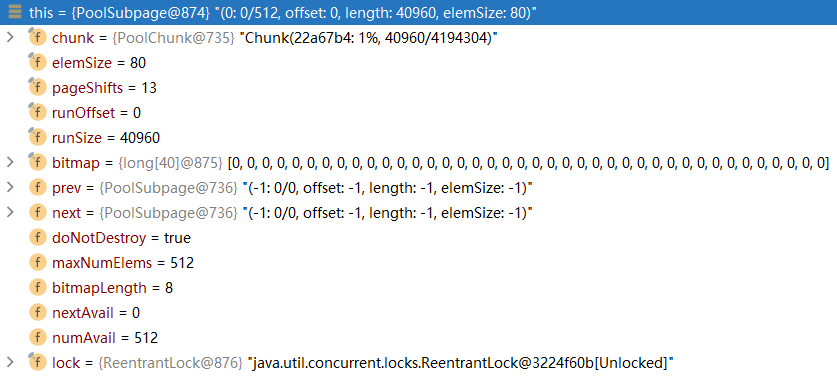 this = {PoolSubpage@874} "(0: 0/512, offset: 0, length: 40960, elemSize: 80)"
chunk = {PoolChunk@735} "Chunk(22a67b4: 1%, 40960/4194304)"
elemSize = 80
pageShifts = 13
runOffset = 0
runSize = 40960
bitmap = {long[40]@875} [0, 0, 0, 0, 0, 0, 0, 0, 0, 0, 0, 0, 0, 0, 0, 0, 0, 0, 0, 0, 0, 0, 0, 0, 0, 0, 0, 0, 0, 0, 0, 0, 0, 0, 0, 0, 0, 0, 0, 0]
prev = {PoolSubpage@736} "(-1: 0/0, offset: -1, length: -1, elemSize: -1)"
next = {PoolSubpage@736} "(-1: 0/0, offset: -1, length: -1, elemSize: -1)"
doNotDestroy = true
maxNumElems = 512
bitmapLength = 8
nextAvail = 0
numAvail = 512
lock = {ReentrantLock@876} "java.util.concurrent.locks.ReentrantLock@3224f60b[Unlocked]"